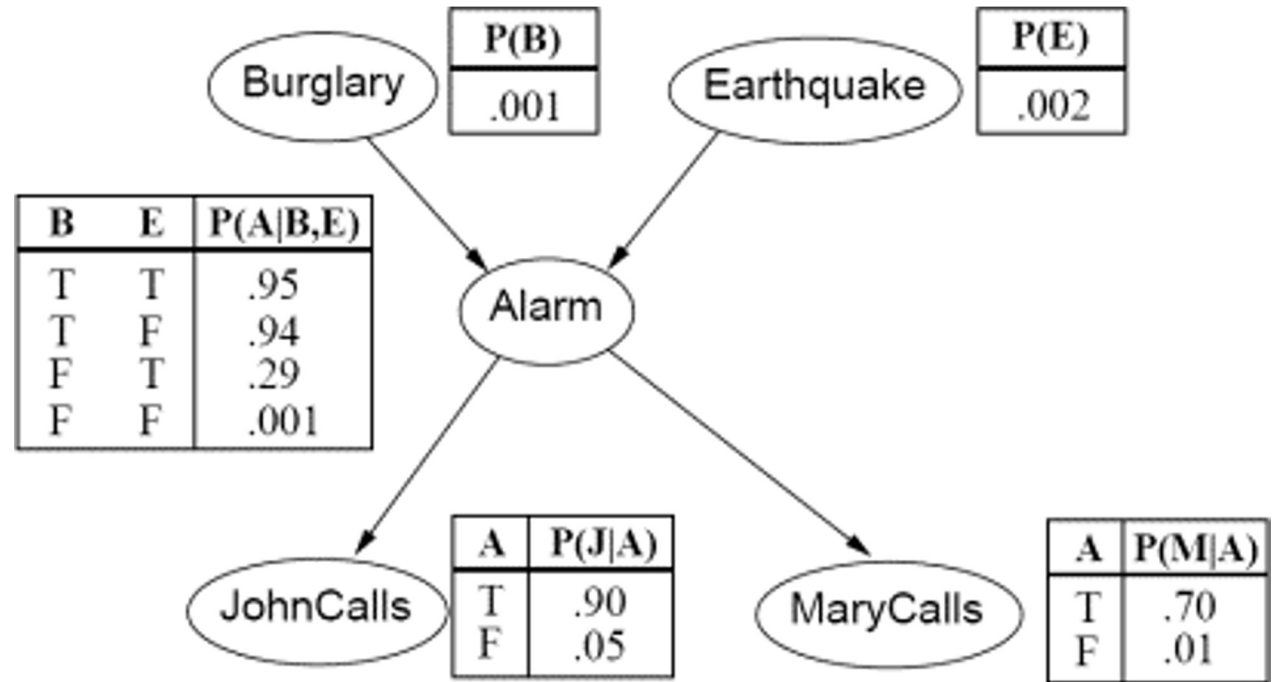 Burglary
P(B)
.001
Earthquake
P(E)
.002
B E P(A|B,E)
T T .95
T F .94
F T .29
F F .001
Alarm
JohnCalls
A P(J|A)
T .90
F .05
MaryCalls
A P(M|A)
T .70
F .01